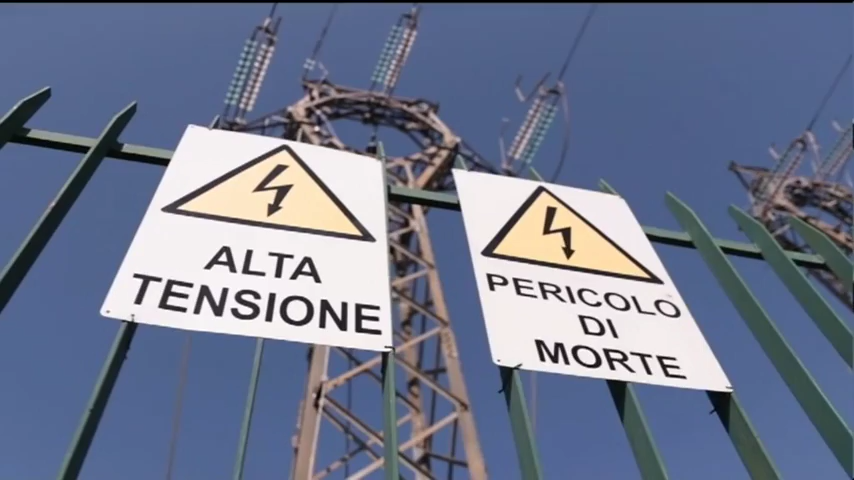 ALTA
TENSIONE
PERICOLO
DI
MORTE